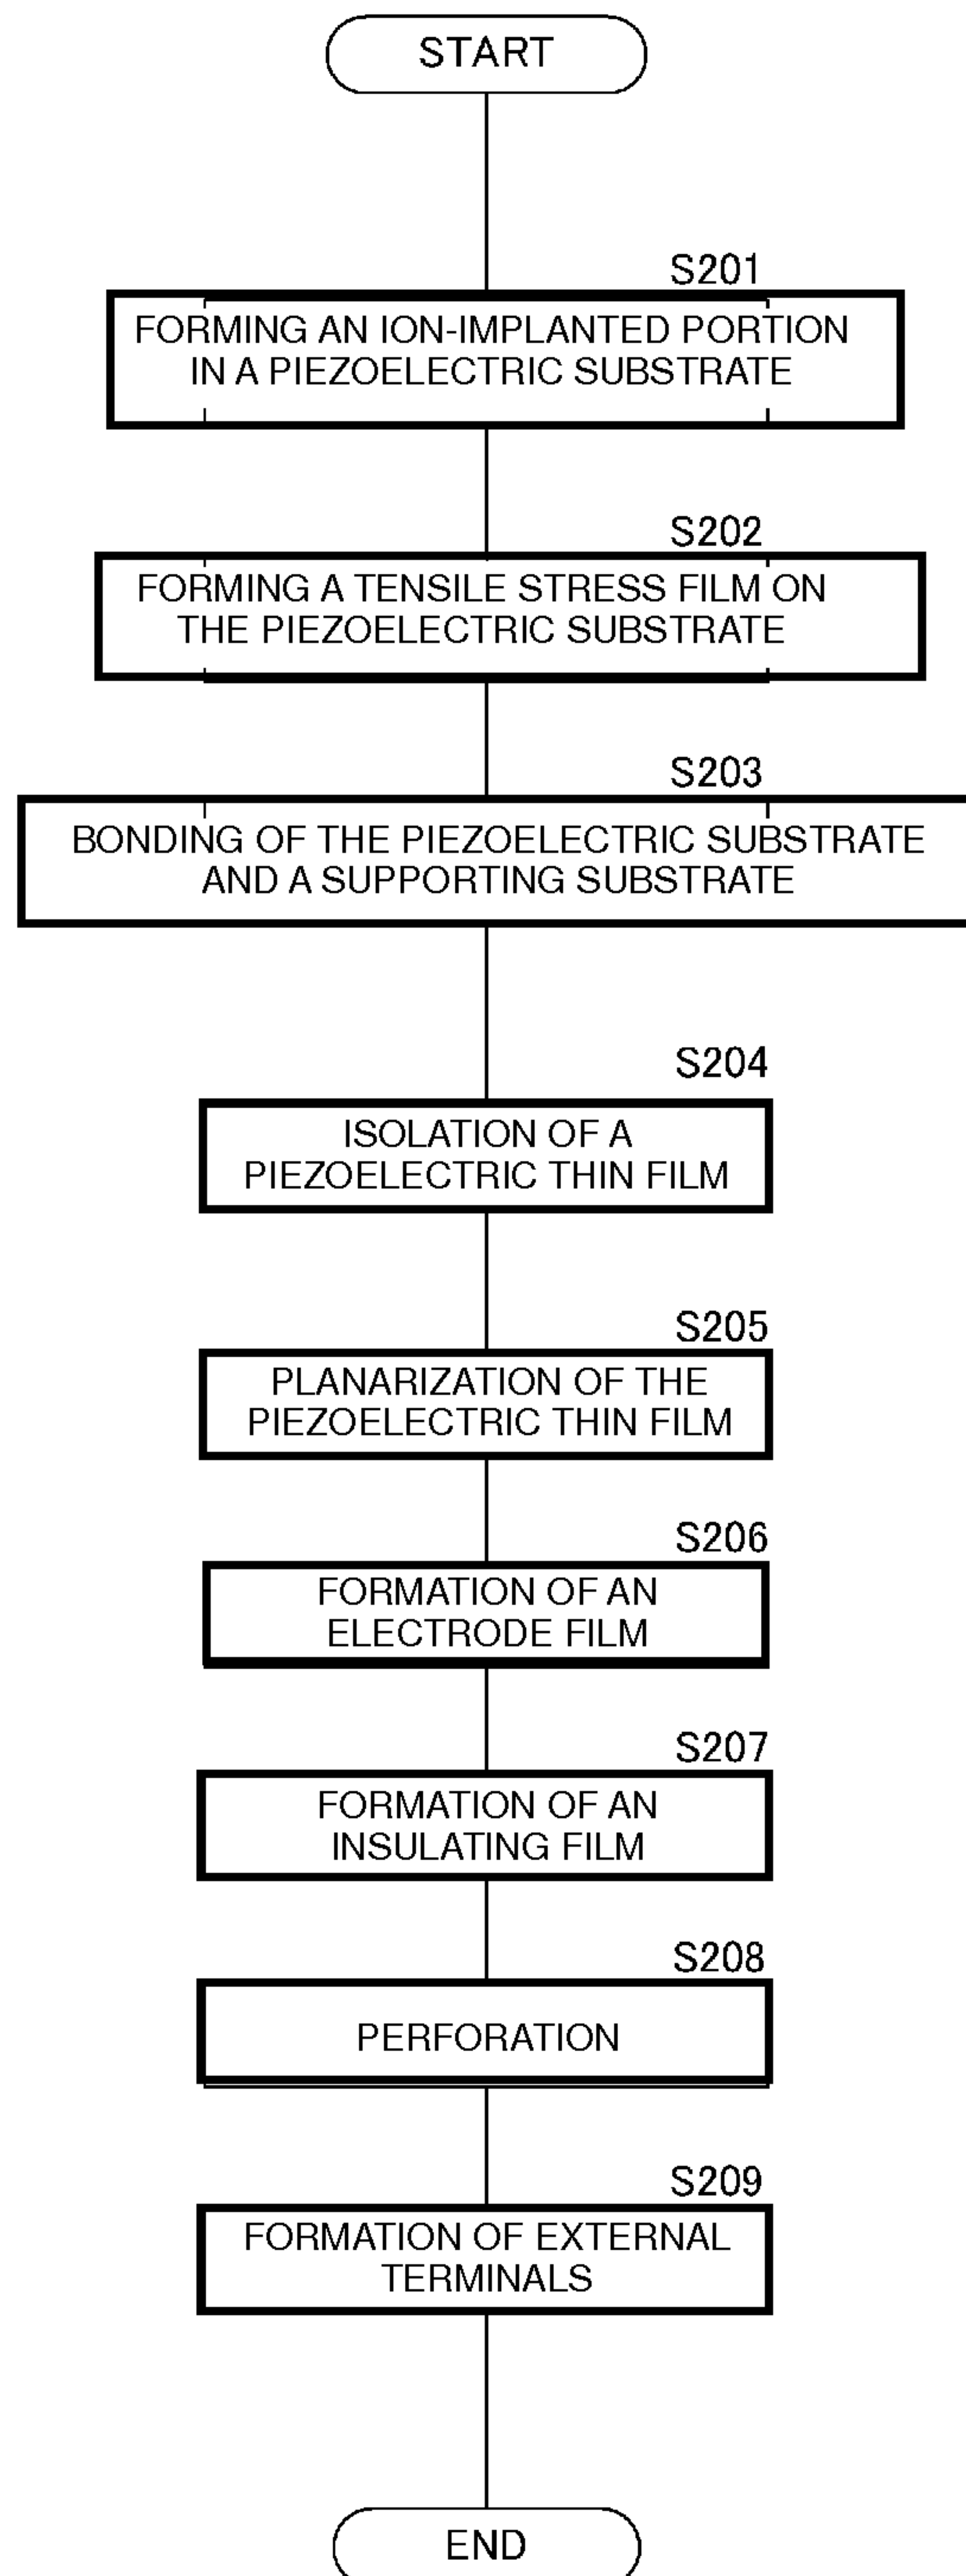 START
S201
FORMING AN ION-IMPLANTED PORTION
IN A PIEZOELECTRIC SUBSTRATE
S202
FORMING A TENSILE STRESS FILM ON
THE PIEZOELECTRIC SUBSTRATE
S203
BONDING OF THE PIEZOELECTRIC SUBSTRATE
AND A SUPPORTING SUBSTRATE
S204
ISOLATION OF A
PIEZOELECTRIC THIN FILM
S205
PLANARIZATION OF THE
PIEZOELECTRIC THIN FILM
S206
FORMATION OF AN
ELECTRODE FILM
S207
FORMATION OF AN
INSULATING FILM
S208
PERFORATION
S209
FORMATION OF EXTERNAL
TERMINALS
END